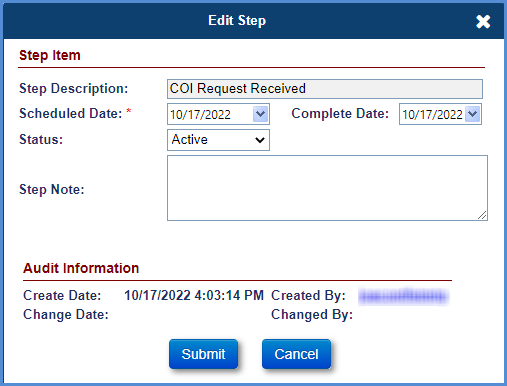 Edit Step
Step Item
Step Description: COI Request Received
Scheduled Date: * 10/17/2022 Complete Date: 10/17/2022
Status: Active
Step Note:
Audit Information
Create Date: 10/17/2022 4:03:14 PM Created By:
Change Date: Changed By:
Submit Cancel